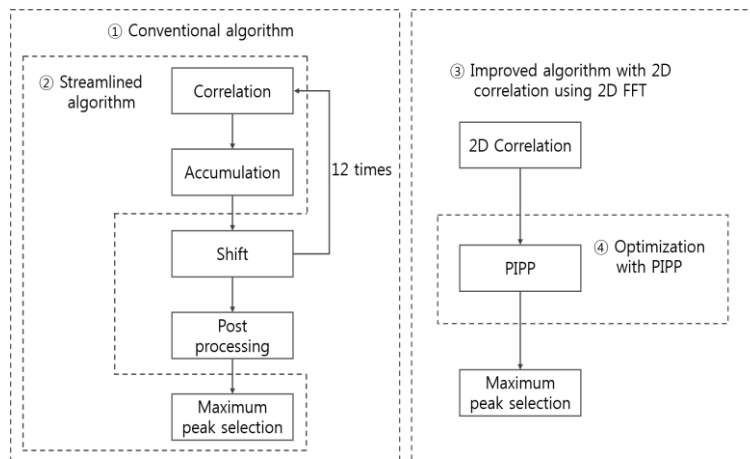 ① Conventional algorithm
② Streamlined
algorithm
Correlation
Accumulation
12 times
Shift
Post
processing
Maximum
peak selection
③ Improved algorithm with 2D
correlation using 2D FFT
2D Correlation
④ Optimization
with PIPP
PIPP
Maximum
peak selection